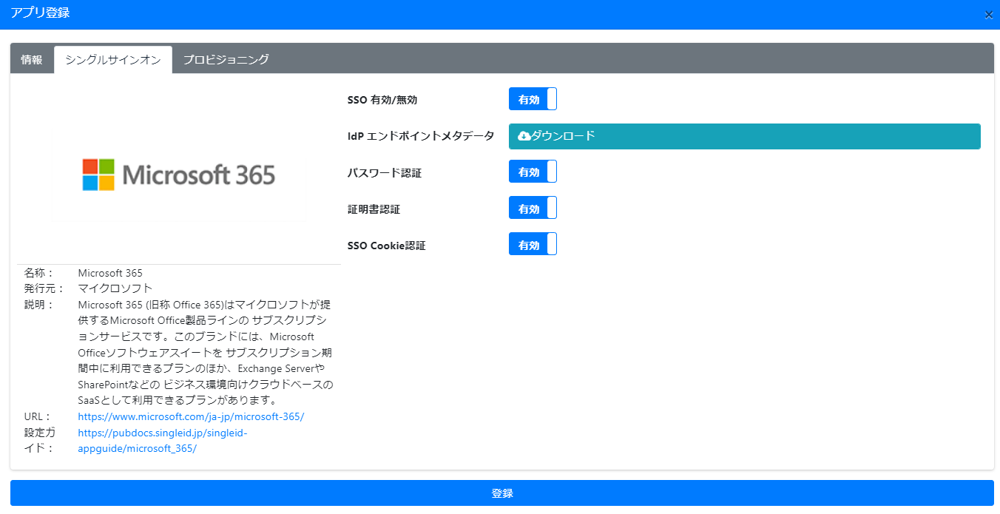 アプリ登録
×
情報 シングルサインオン プロビジョニング
Microsoft 365
SSO 有効/無効 有効
IdP エンドポイントメタデータ ダウンロード
パスワード認証 有効
証明書認証 有効
SSO Cookie認証 有効
名称： Microsoft 365
発行元： マイクロソフト
説明： Microsoft 365 (旧称 Office 365)はマイクロソフトが提
供するMicrosoft Office製品ラインの サブスクリプシ
ョンサービスです。このブランドには、Microsoft
Officeソフトウェアスイートを サブスクリプション期
間中に利用できるプランのほか、Exchange Serverや
SharePointなどの ビジネス環境向けクラウドベースの
SaaSとして利用できるプランがあります。
URL： https://www.microsoft.com/ja-jp/microsoft-365/
設定ガ https://pubdocs.singleid.jp/singleid-
イド： appguide/microsoft_365/
登録